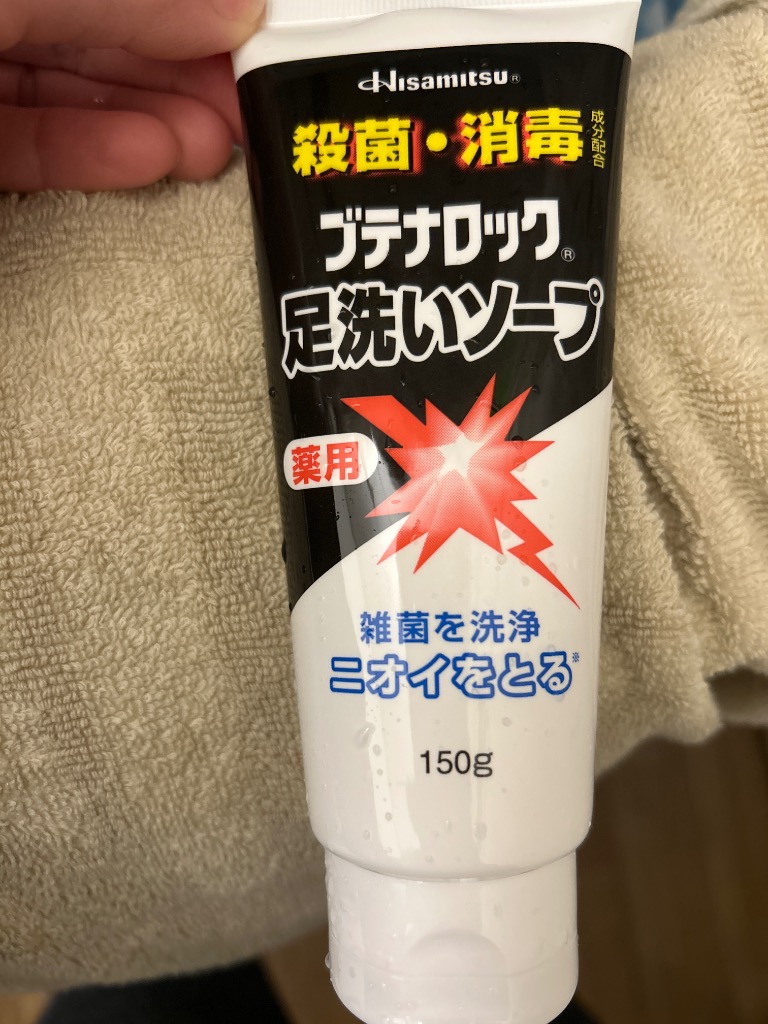 Hisamitsu®
殺菌・消毒 成分配合
ブテナロック®
足洗いソープ
薬用
雑菌を洗浄
ニオイをとる※
150g